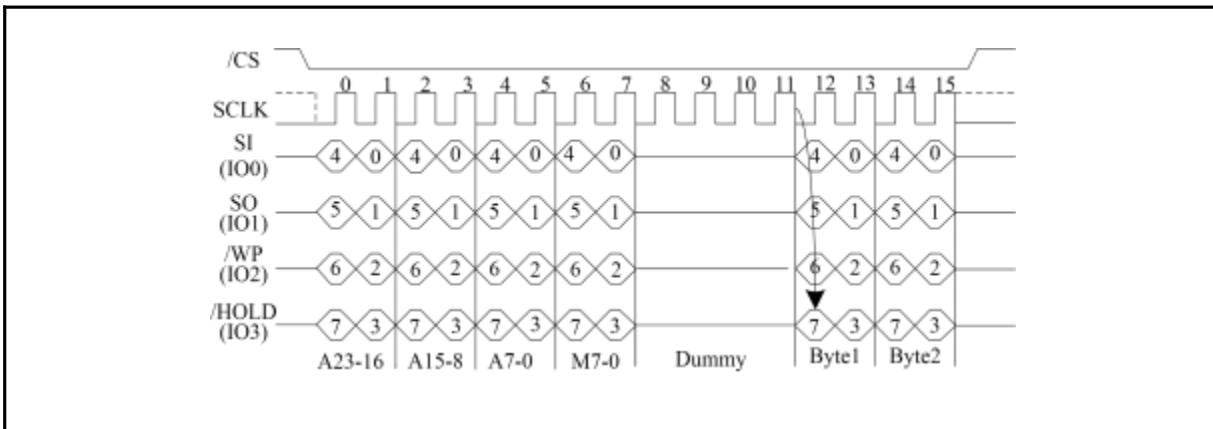 /CS
0 1 2 3 4 5 6 7 8 9 10 11 12 13 14 15
SCLK
SI
(IO0)
4 0 4 0 4 0 4 0 4 0 4 0
SO
(IO1)
5 1 5 1 5 1 5 1 5 1 5 1
/WP
(IO2)
6 2 6 2 6 2 6 2 6 2 6 2
/HOLD
(IO3)
7 3 7 3 7 3 7 3 7 3 7 3
A23-16 A15-8 A7-0 M7-0 Dummy Byte1 Byte2